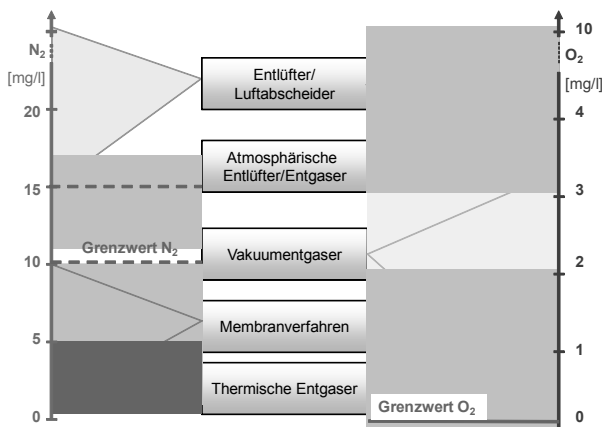 N₂
[mg/l]
20
15
10
5
0
Grenzwert N₂
Entlüfter/
Luftabscheider
Atmosphärische
Entlüfter/Entgaser
Vakuumentgaser
Membranverfahren
Thermische Entgaser
Grenzwert O₂
10
O₂
[mg/l]
4
3
2
1
0